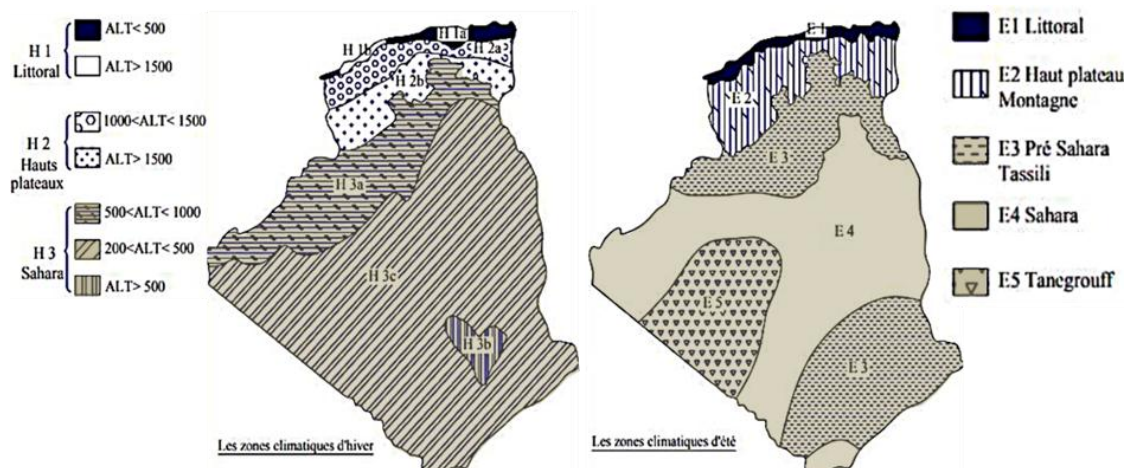 H 1
Littoral
ALT< 500
ALT> 1500
H 2
Hauts
plateaux
1000<ALT< 1500
ALT> 1500
H 3
Sahara
500<ALT< 1000
200<ALT< 500
ALT> 500
H 1a
H 1b
H 2a
H 2b
H 3a
H 3c
H 3b
Les zones climatiques d'hiver
E 1
E 2
E 3
E 4
E 5
E 3
Les zones climatiques d'été
E1 Littoral
E2 Haut plateau
Montagne
E3 Pré Sahara
Tassili
E4 Sahara
E5 Tanegrouff